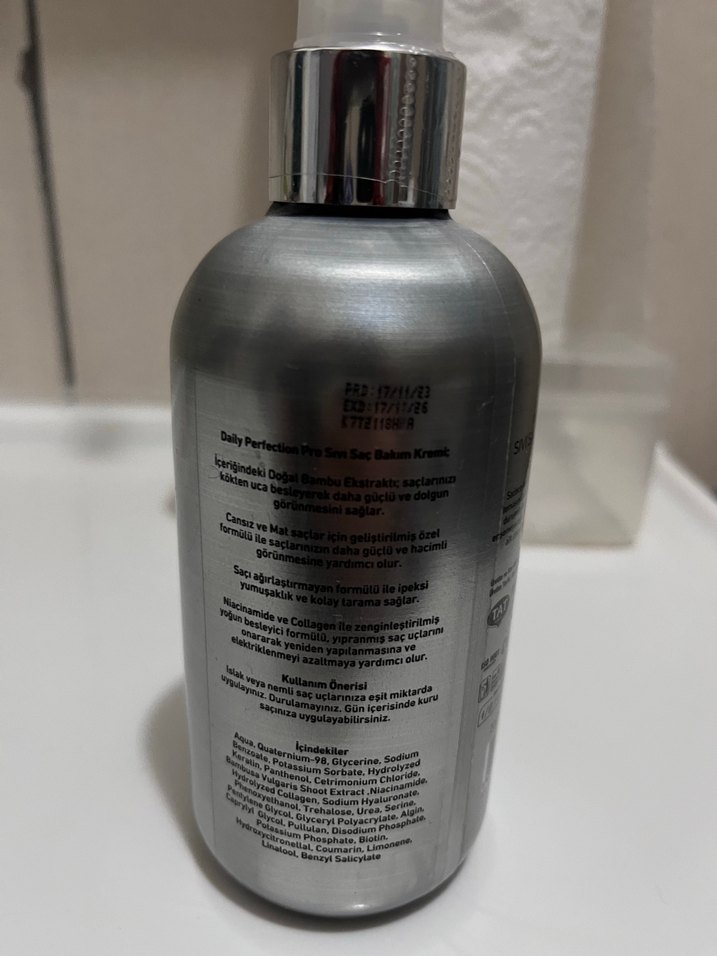 PRD:17/11/23
EXD:17/11/26
Daily Perfection Pro Sıvı Saç Bakım Kremi;
İçeriğindeki Doğal Bambu Ekstraktı; saçlarınızı
kökten uca besleyerek daha güçlü ve dolgun
görünmesini sağlar.
Cansız ve Mat saçlar için geliştirilmiş özel
formülü ile saçlarınızın daha güçlü ve hacimli
görünmesine yardımcı olur.
Saçı ağırlaştırmayan formülü ile ipeksi
yumuşaklık ve kolay tarama sağlar.
Niacinamide ve Collagen ile zenginleştirilmiş
yoğun besleyici formülü, yıpranmış saç uçlarını
onararak yeniden yapılanmasına ve
elektriklenmeyi azaltmaya yardımcı olur.
Kullanım Önerisi
Islak veya nemli saç uçlarınıza eşit miktarda
uygulayınız. Durulamayınız. Gün içerisinde kuru
saçınıza uygulayabilirsiniz.
İçindekiler
Aqua, Quaternium-98, Glycerine, Sodium
Benzoate, Potassium Sorbate, Hydrolyzed
Keratin, Panthenol, Cetrimonium Chloride,
Bambusa Vulgaris Shoot Extract ,Niacinamide,
Hydrolyzed Collagen, Sodium Hyaluronate,
Phenoxyethanol, Trehalose, Urea, Serine,
Pentylene Glycol, Glyceryl Polyacrylate, Algin,
Caprylyl Glycol, Pullulan, Disodium Phosphate,
Potassium Phosphate, Biotin,
Hydroxycitronellal, Coumarin, Limonene,
Linalool, Benzyl Salicylate
TAT